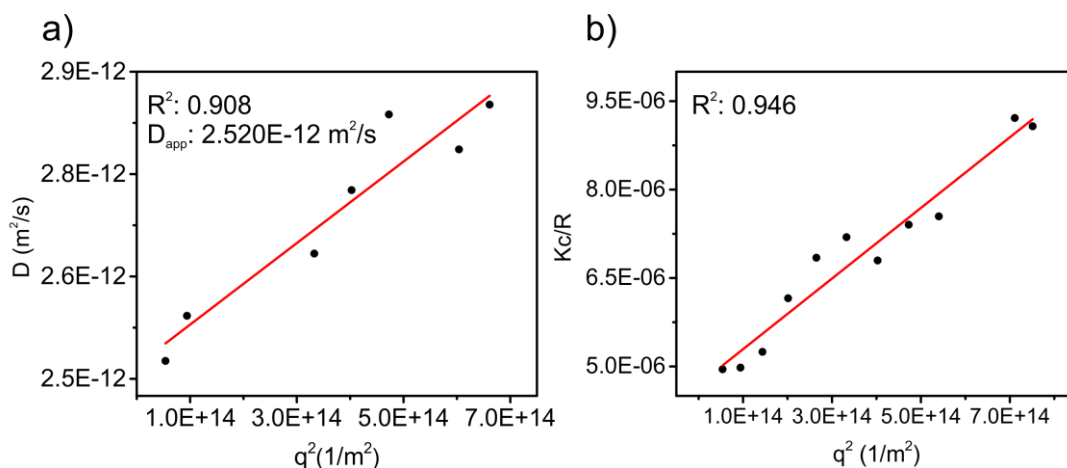 a)
R²: 0.908
D_app: 2.520E-12 m²/s
2.9E-12
2.8E-12
2.6E-12
2.5E-12
D (m²/s)
1.0E+14 3.0E+14 5.0E+14 7.0E+14
q²(1/m²)
b)
R²: 0.946
9.5E-06
8.0E-06
6.5E-06
5.0E-06
Kc/R
1.0E+14 3.0E+14 5.0E+14 7.0E+14
q² (1/m²)